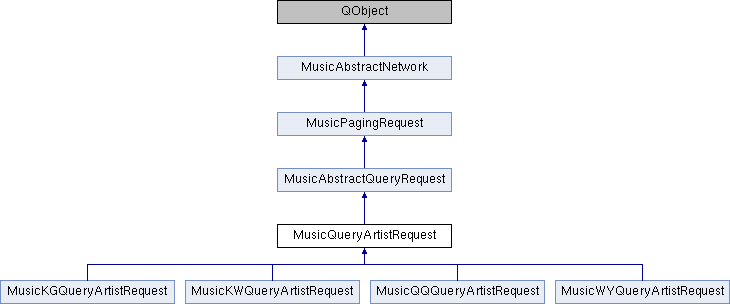 QObject
MusicAbstractNetwork
MusicPagingRequest
MusicAbstractQueryRequest
MusicQueryArtistRequest
MusicKGQueryArtistRequest
MusicKWQueryArtistRequest
MusicQQQueryArtistRequest
MusicWYQueryArtistRequest